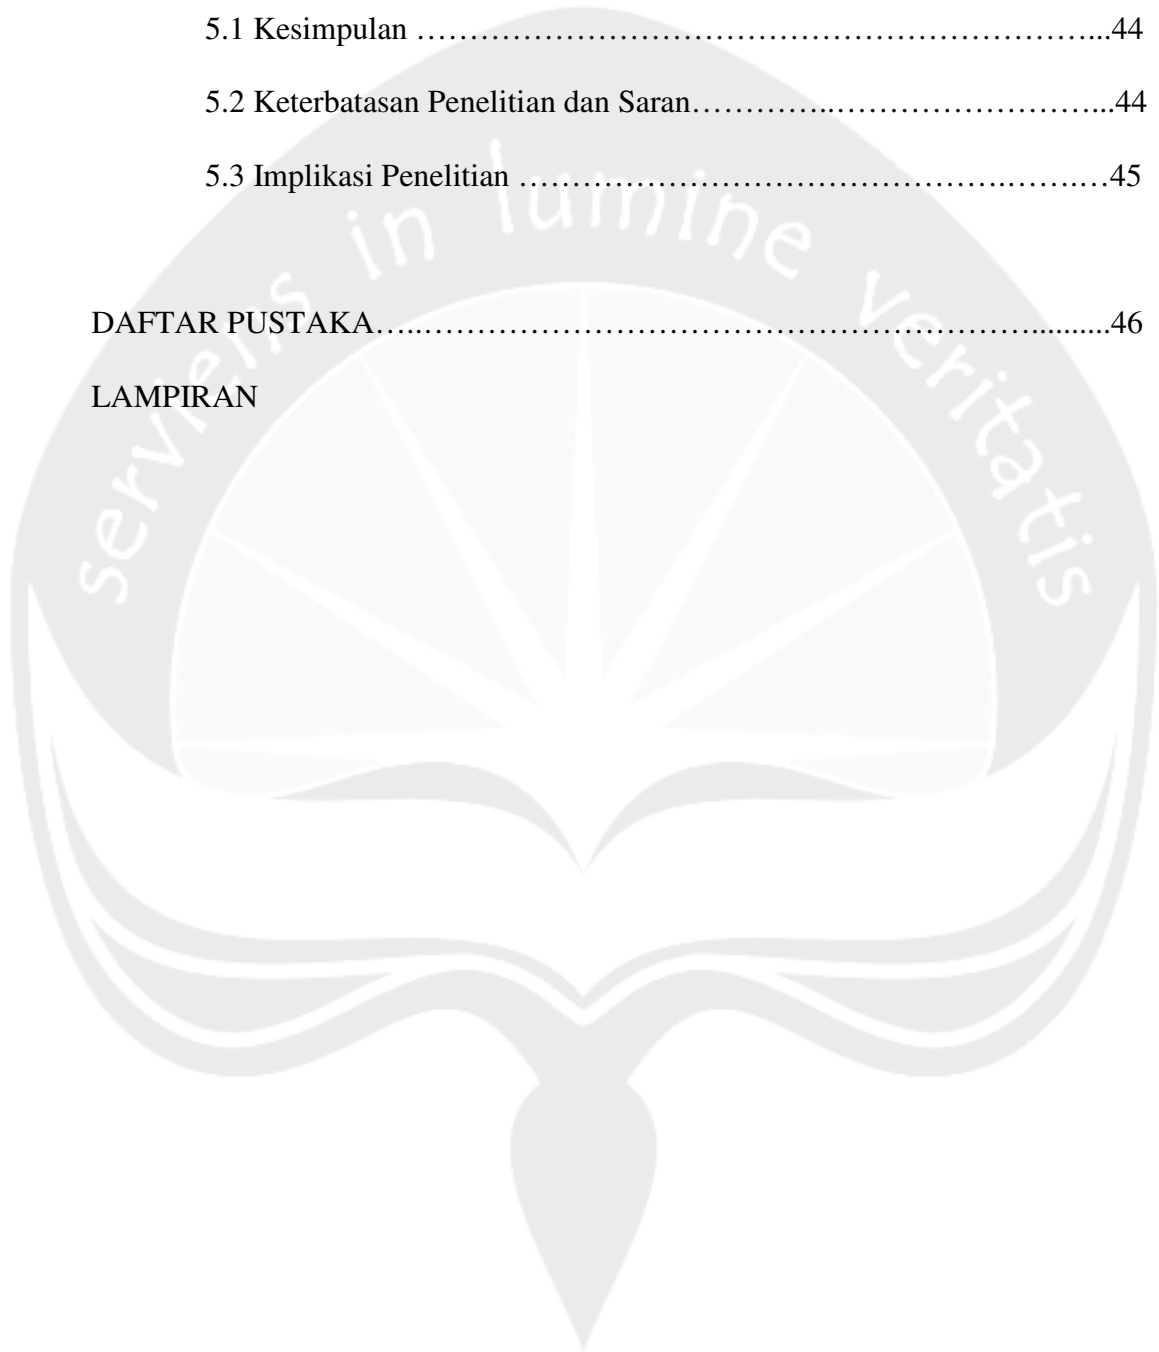 5.1 Kesimpulan …………………………………………………………...44
5.2 Keterbatasan Penelitian dan Saran…………..……………………...44
5.3 Implikasi Penelitian ……………………………………….…….…45
DAFTAR PUSTAKA…..…………………………………………………..........46
LAMPIRAN
serviens in lumine veritatis